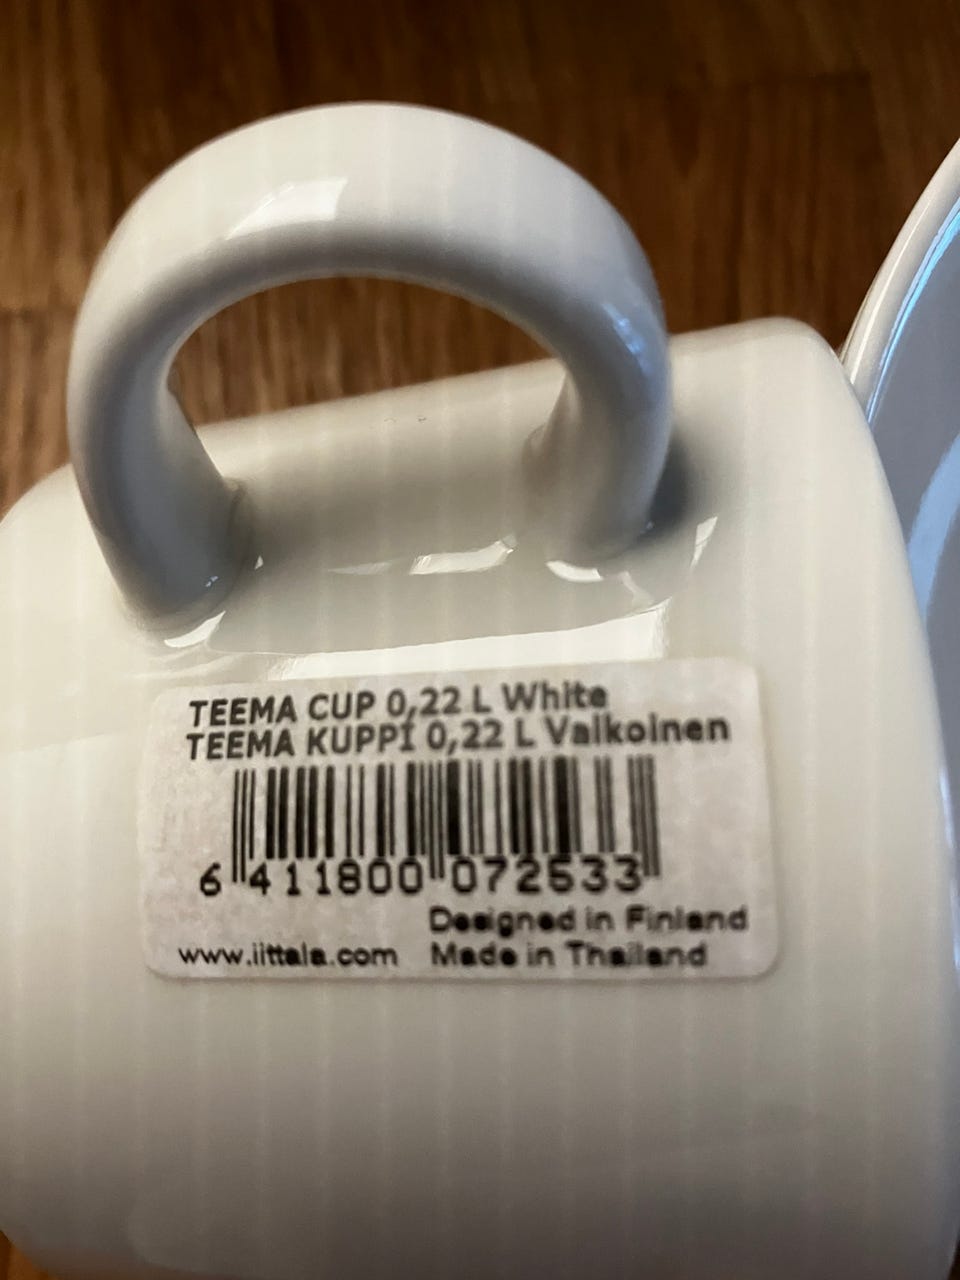 TEEMA CUP 0,22 L White
TEEMA KUPPI 0,22 L Valkoinen
6 411800 072533
Designed in Finland
www.iittala.com Made in Thailand